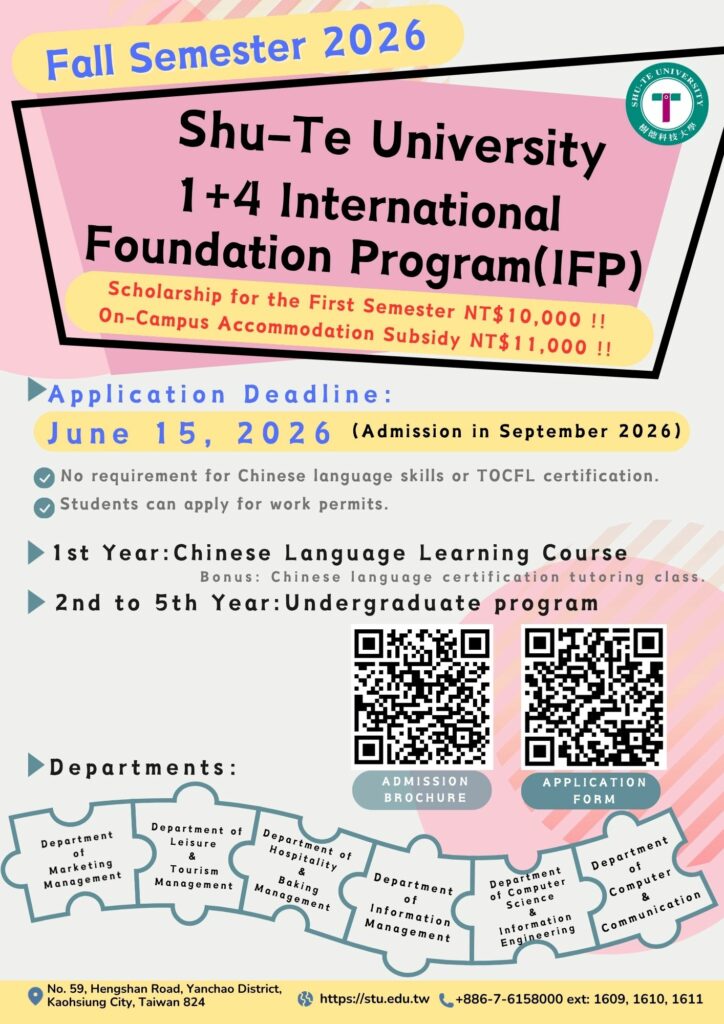 Fall Semester 2026
SHU-TE UNIVERSITY
樹德科技大學
Shu-Te University
1+4 International
Foundation Program(IFP)
Scholarship for the First Semester NT$10,000 !!
On-Campus Accommodation Subsidy NT$11,000 !!
Application Deadline:
June 15, 2026 (Admission in September 2026)
No requirement for Chinese language skills or TOCFL certification.
Students can apply for work permits.
1st Year:Chinese Language Learning Course
Bonus: Chinese language certification tutoring class.
2nd to 5th Year:Undergraduate program
ADMISSION
BROCHURE
APPLICATION
FORM
Departments:
Department
of
Marketing
Management
Department of
Leisure
&
Tourism
Management
Department of
Hospitality
&
Baking
Management
Department
of
Information
Management
Department
of Computer
Science
&
Information
Engineering
Department
of
Computer
&
Communication
No. 59, Hengshan Road, Yanchao District,
Kaohsiung City, Taiwan 824
https://stu.edu.tw
+886-7-6158000 ext: 1609, 1610, 1611